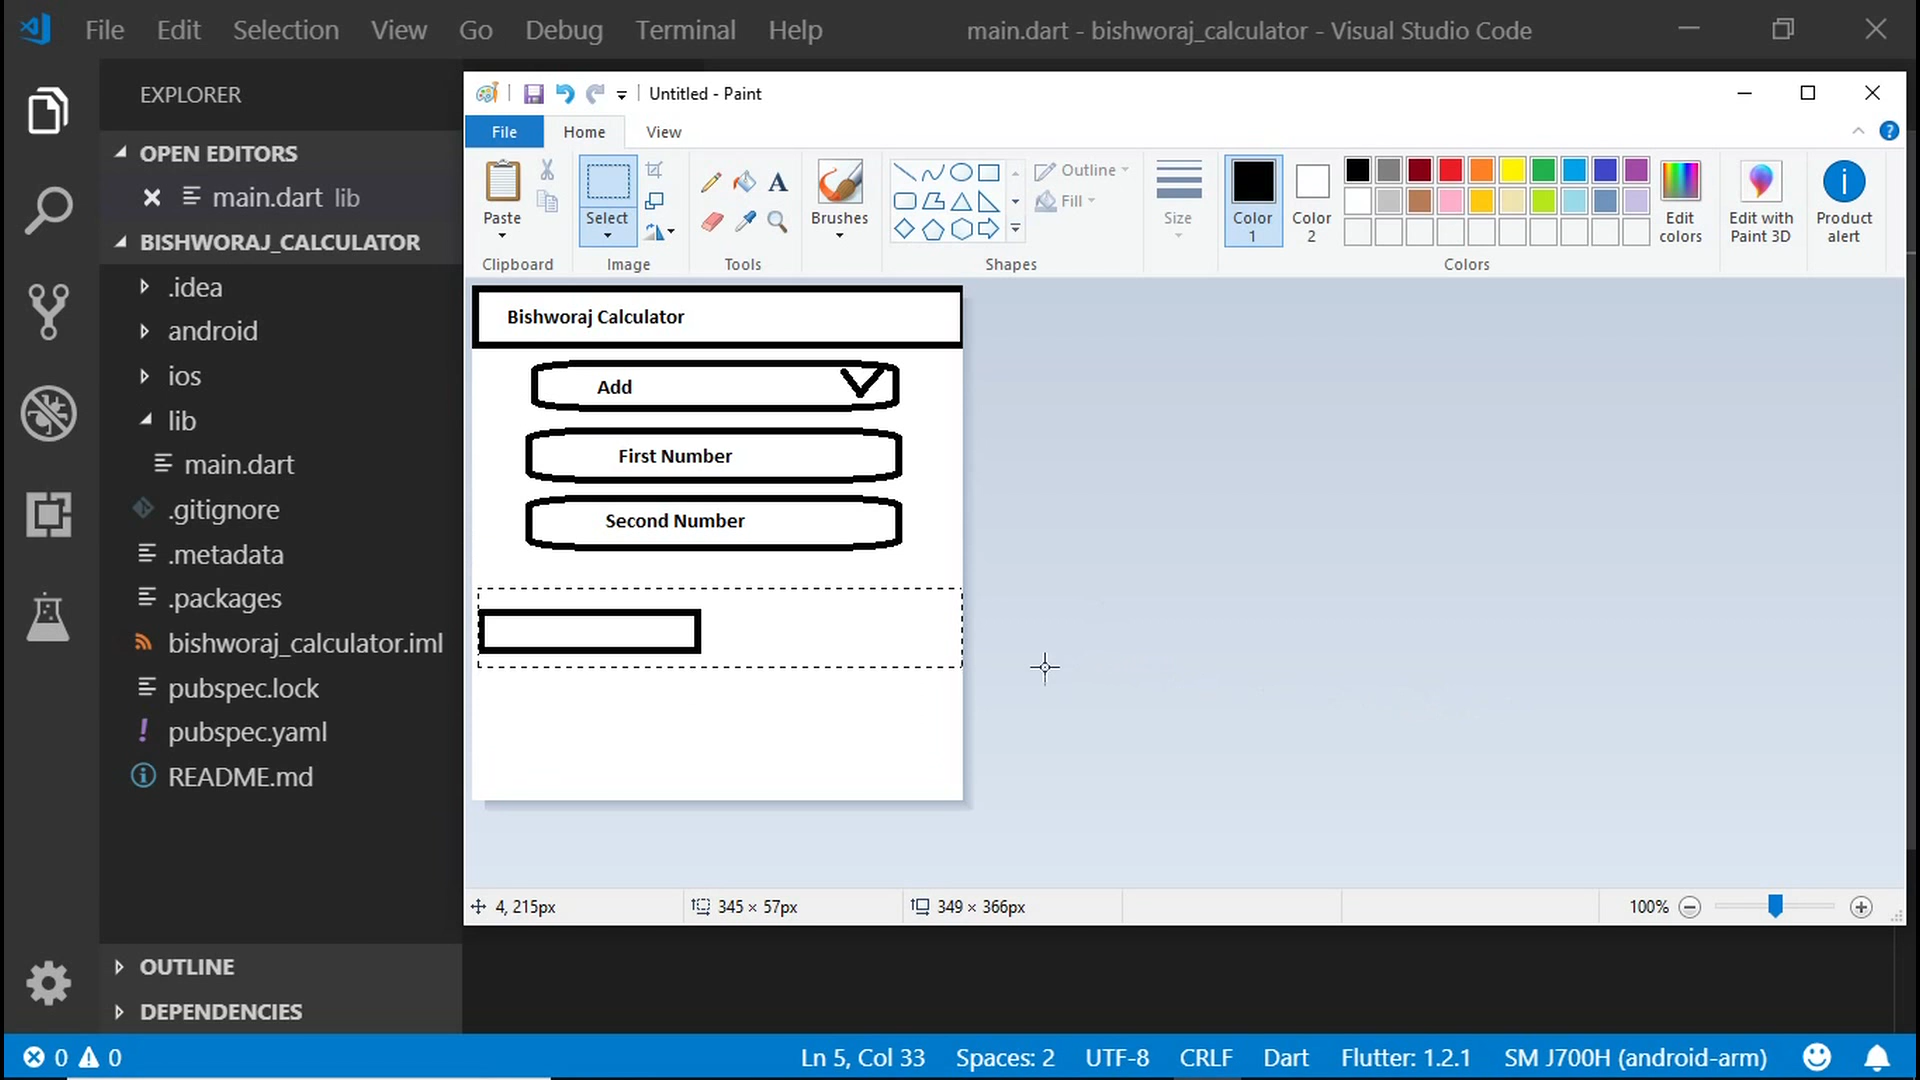 File Edit Selection View Go Debug Terminal Help main.dart - bishworaj_calculator - Visual Studio Code
EXPLORER
OPEN EDITORS
main.dart lib
BISHWORAJ_CALCULATOR
.idea
android
ios
lib
main.dart
.gitignore
.metadata
.packages
bishworaj_calculator.iml
pubspec.lock
pubspec.yaml
README.md
OUTLINE
DEPENDENCIES
Untitled - Paint
File Home View
Paste
Clipboard
Select
Image
Tools
Brushes
Shapes
Outline
Fill
Size
Color 1
Color 2
Edit colors
Colors
Edit with Paint 3D
Product alert
Bishworaj Calculator
Add
First Number
Second Number
4, 215px 345 × 57px 349 × 366px 100%
0 0 Ln 5, Col 33 Spaces: 2 UTF-8 CRLF Dart Flutter: 1.2.1 SM J700H (android-arm)